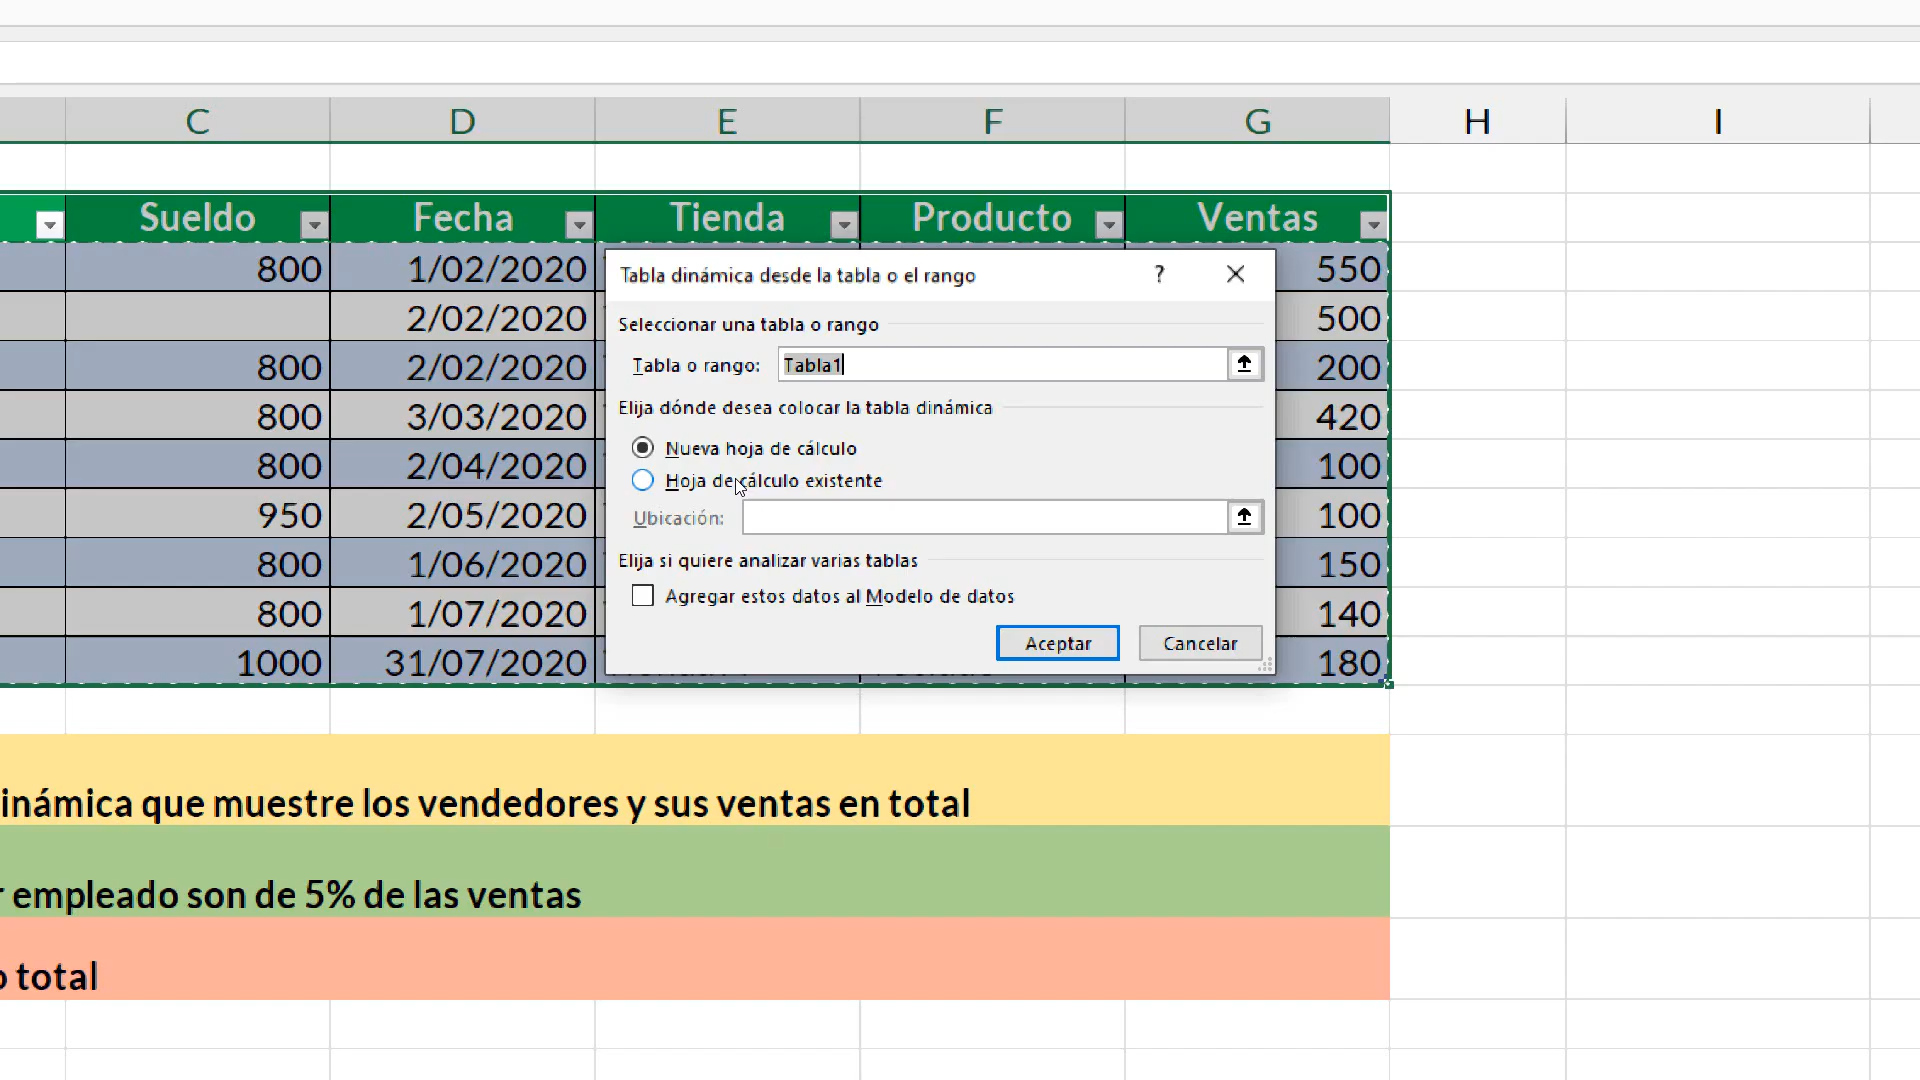 C D E F G H I
Sueldo Fecha Tienda Producto Ventas
800 1/02/2020 550
2/02/2020 500
800 2/02/2020 200
800 3/03/2020 420
800 2/04/2020 100
950 2/05/2020 100
800 1/06/2020 150
800 1/07/2020 140
1000 31/07/2020 180
Tabla dinámica desde la tabla o el rango ? 
Seleccionar una tabla o rango
Tabla o rango: Tabla1
Elija dónde desea colocar la tabla dinámica
Nueva hoja de cálculo
Hoja de cálculo existente
Ubicación:
Elija si quiere analizar varias tablas
Agregar estos datos al Modelo de datos
Aceptar Cancelar
inámica que muestre los vendedores y sus ventas en total
r empleado son de 5% de las ventas
o total